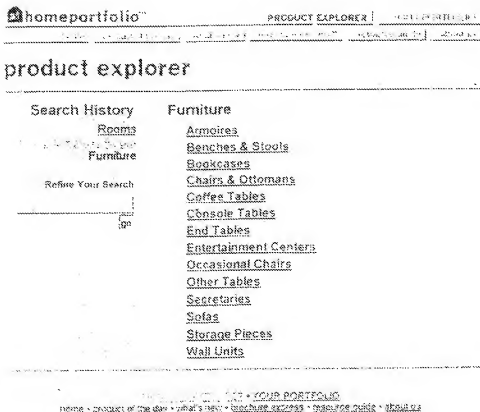 homeportfolio™ PRODUCT EXPLORER |
product explorer
Search History
Rooms
Furniture
Refine Your Search
go
Furniture
Armoires
Benches & Stools
Bookcases
Chairs & Ottomans
Coffee Tables
Console Tables
End Tables
Entertainment Centers
Occasional Chairs
Other Tables
Secretaries
Sofas
Storage Pieces
Wall Units
• YOUR PORTFOLIO
home • product of the day • what's new • brochure express • resource guide • about us